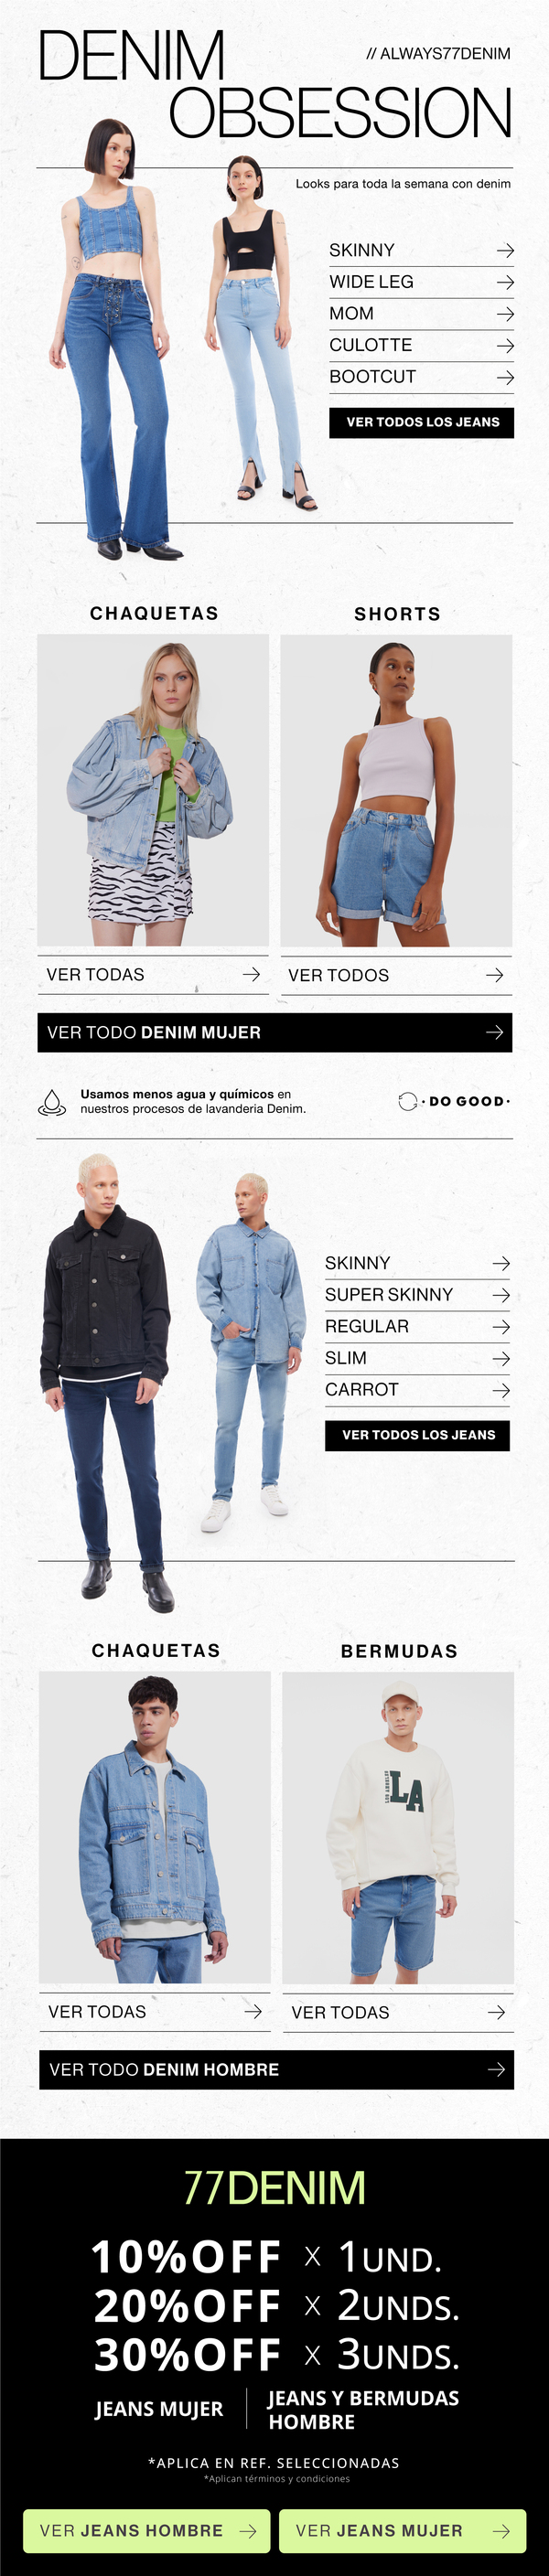 DENIM
// ALWAYS77DENIM
OBSESSION
Looks para toda la semana con denim
SKINNY
WIDE LEG
MOM
CULOTTE
BOOTCUT
VER TODOS LOS JEANS
CHAQUETAS
SHORTS
VER TODAS
VER TODOS
VER TODO DENIM MUJER
Usamos menos agua y químicos en
nuestros procesos de lavanderia Denim.
· DO GOOD ·
SKINNY
SUPER SKINNY
REGULAR
SLIM
CARROT
VER TODOS LOS JEANS
CHAQUETAS
BERMUDAS
LOS ANGELES
LA
VER TODAS
VER TODAS
VER TODO DENIM HOMBRE
77DENIM
10%OFF X 1UND.
20%OFF X 2UNDS.
30%OFF X 3UNDS.
JEANS MUJER
JEANS Y BERMUDAS
HOMBRE
*APLICA EN REF. SELECCIONADAS
*Aplican términos y condiciones
VER JEANS HOMBRE
VER JEANS MUJER